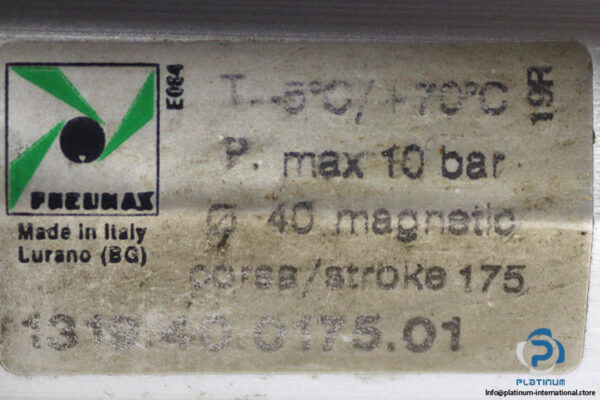 PNEUMAX
Made in Italy
Lurano (BG)
E064
T -5°C/+70°C
P. max 10 bar
Ø 40 magnetic
corsa/stroke 175
1319.40.0175.01
19R
PLATINUM
Info@platinum-international.store